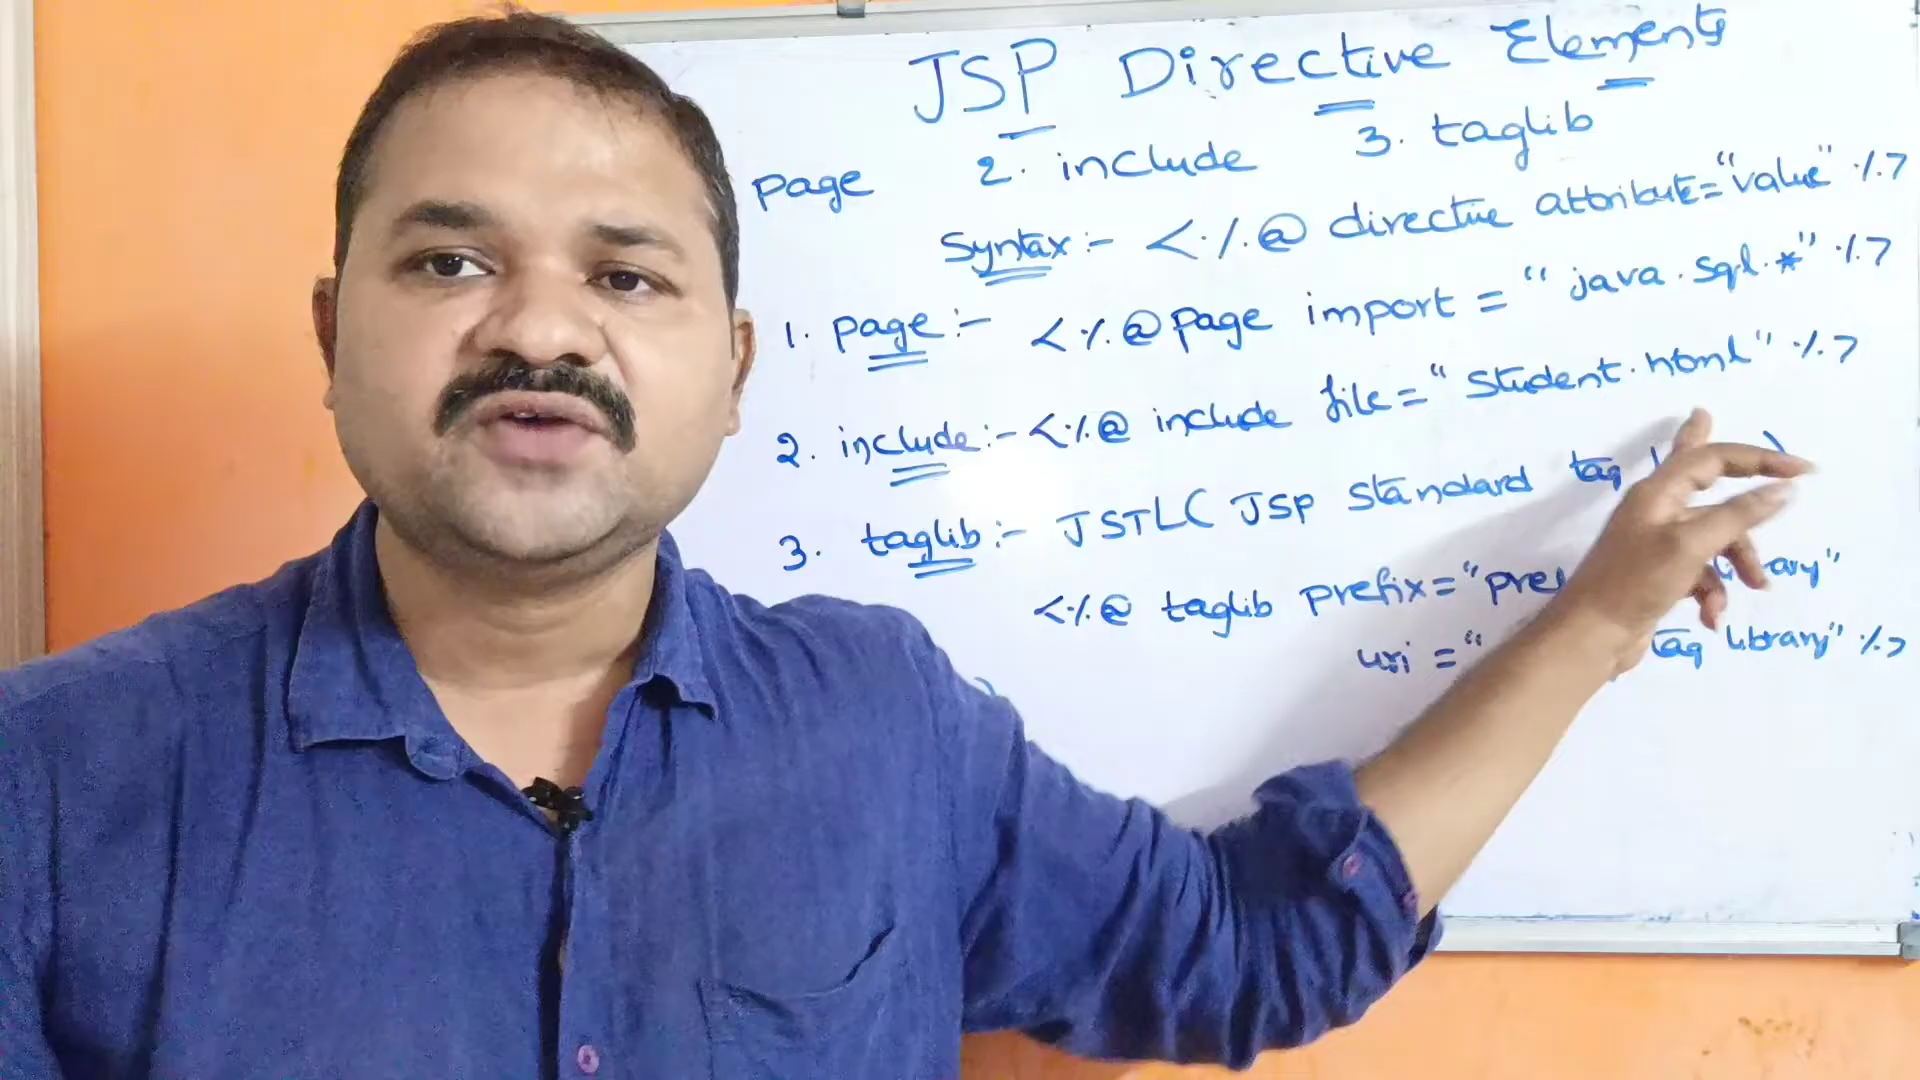 JSP Directive Elements
Page 2. include 3. taglib
Syntax:- <%@ directive attribute="value" %>
1. Page:- <%@ page import = "java.sql.*" %>
2. include:- <%@ include file="Student.html" %>
3. taglib:- JSTL ( JSP Standard tag )
<%@ taglib prefix="
uri =" tag library" %>